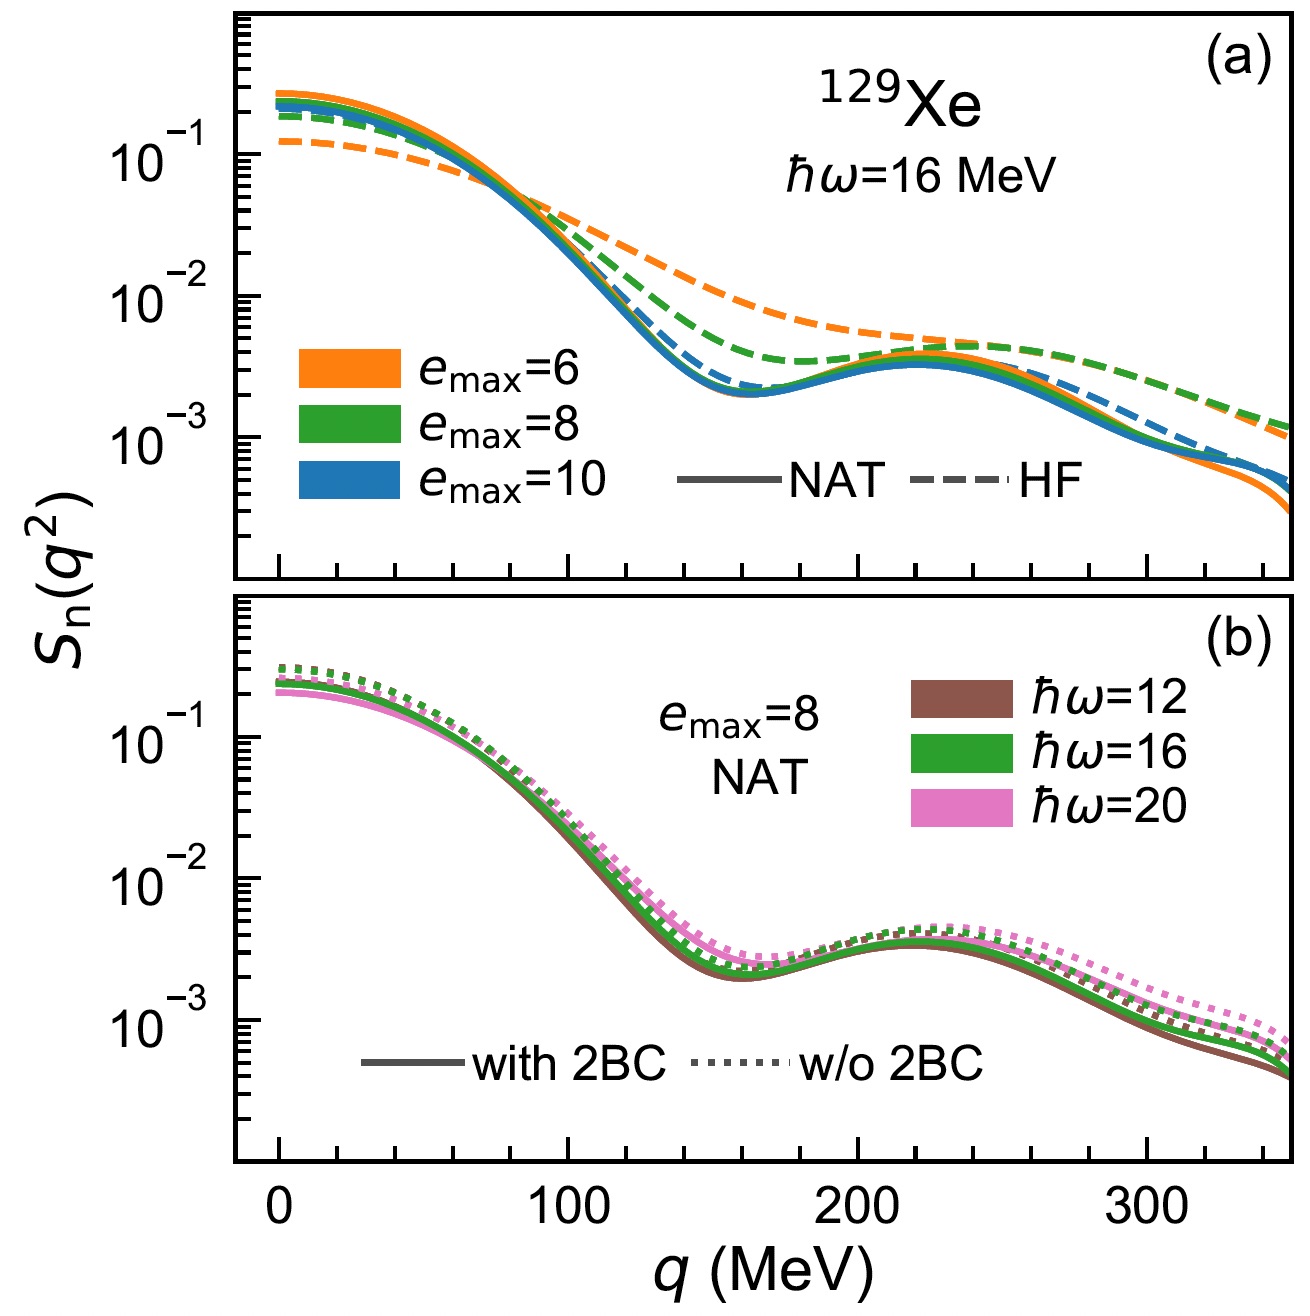 (a)
¹²⁹Xe
ℏω=16 MeV
10⁻¹
10⁻²
10⁻³
eₘₐₓ=6
eₘₐₓ=8
eₘₐₓ=10
NAT HF
Sₙ(q²)
(b)
eₘₐₓ=8
NAT
ℏω=12
ℏω=16
ℏω=20
10⁻¹
10⁻²
10⁻³
with 2BC w/o 2BC
0 100 200 300
q (MeV)